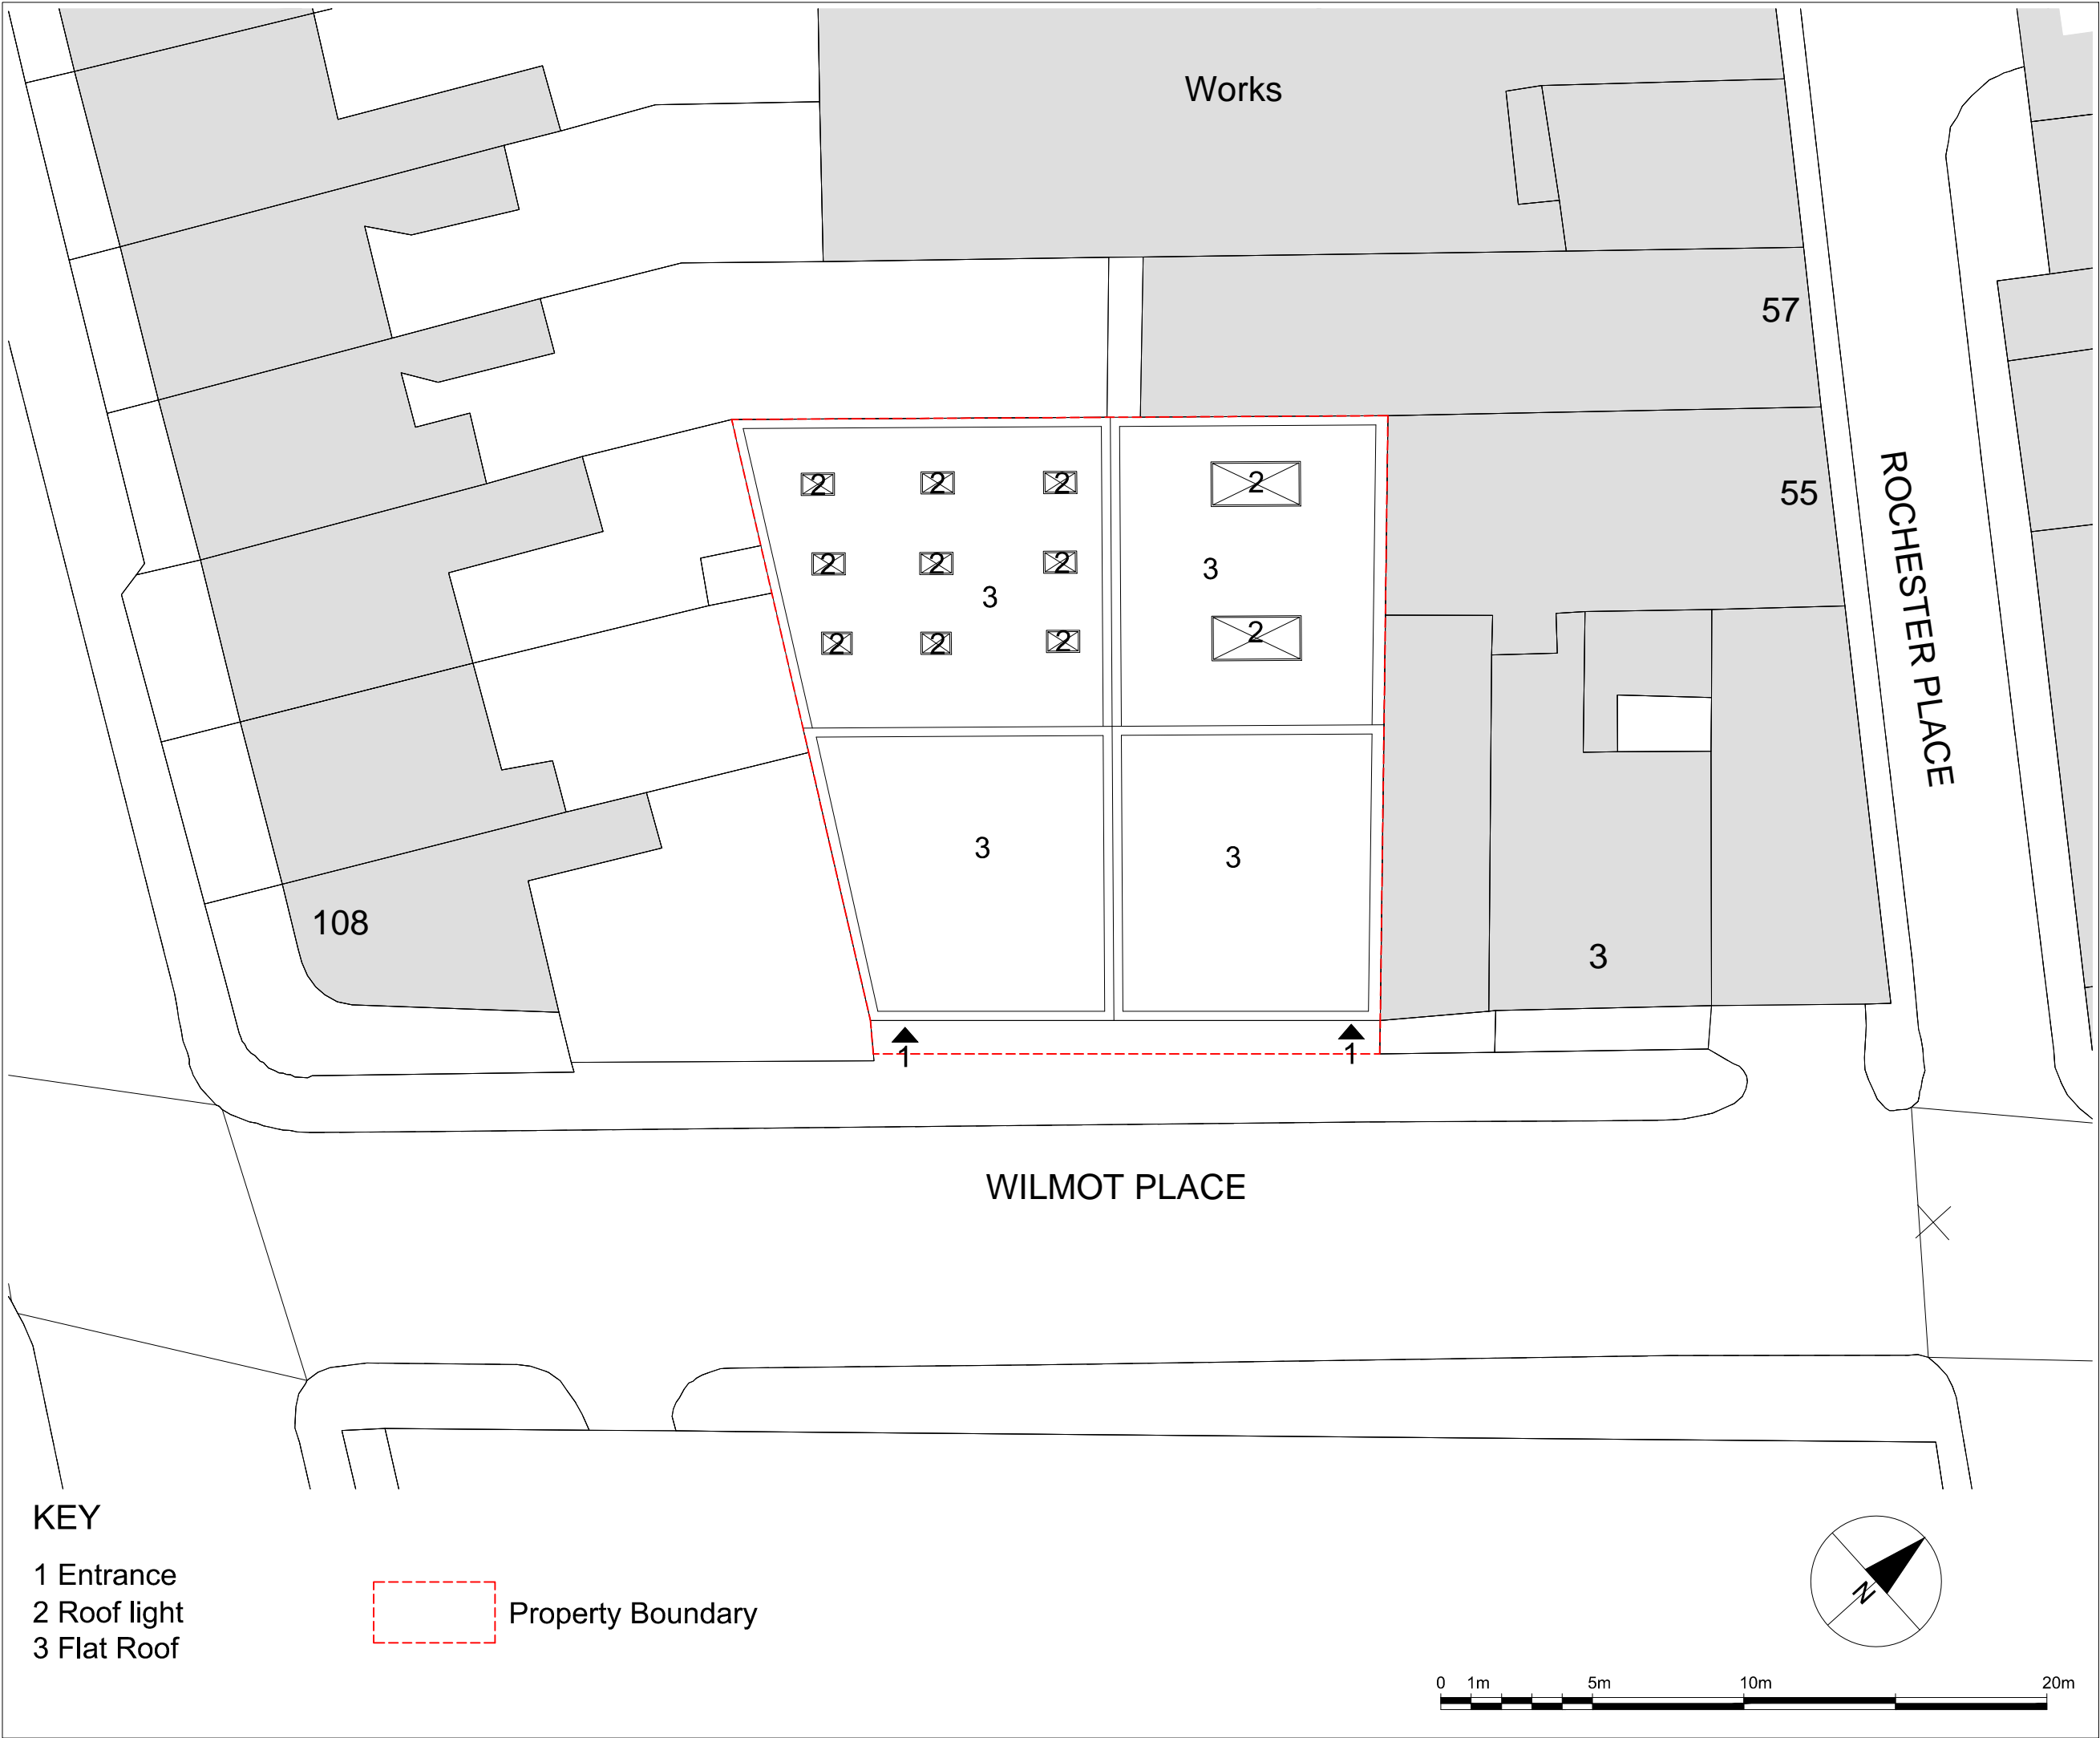 Works
57
55
ROCHESTER PLACE
2 2 2 2
2 2 2 3
3
2 2 2 2
3 3
108
3
1 1
WILMOT PLACE
KEY
1 Entrance
2 Roof light
3 Flat Roof
Property Boundary
N
0 1m 5m 10m 20m